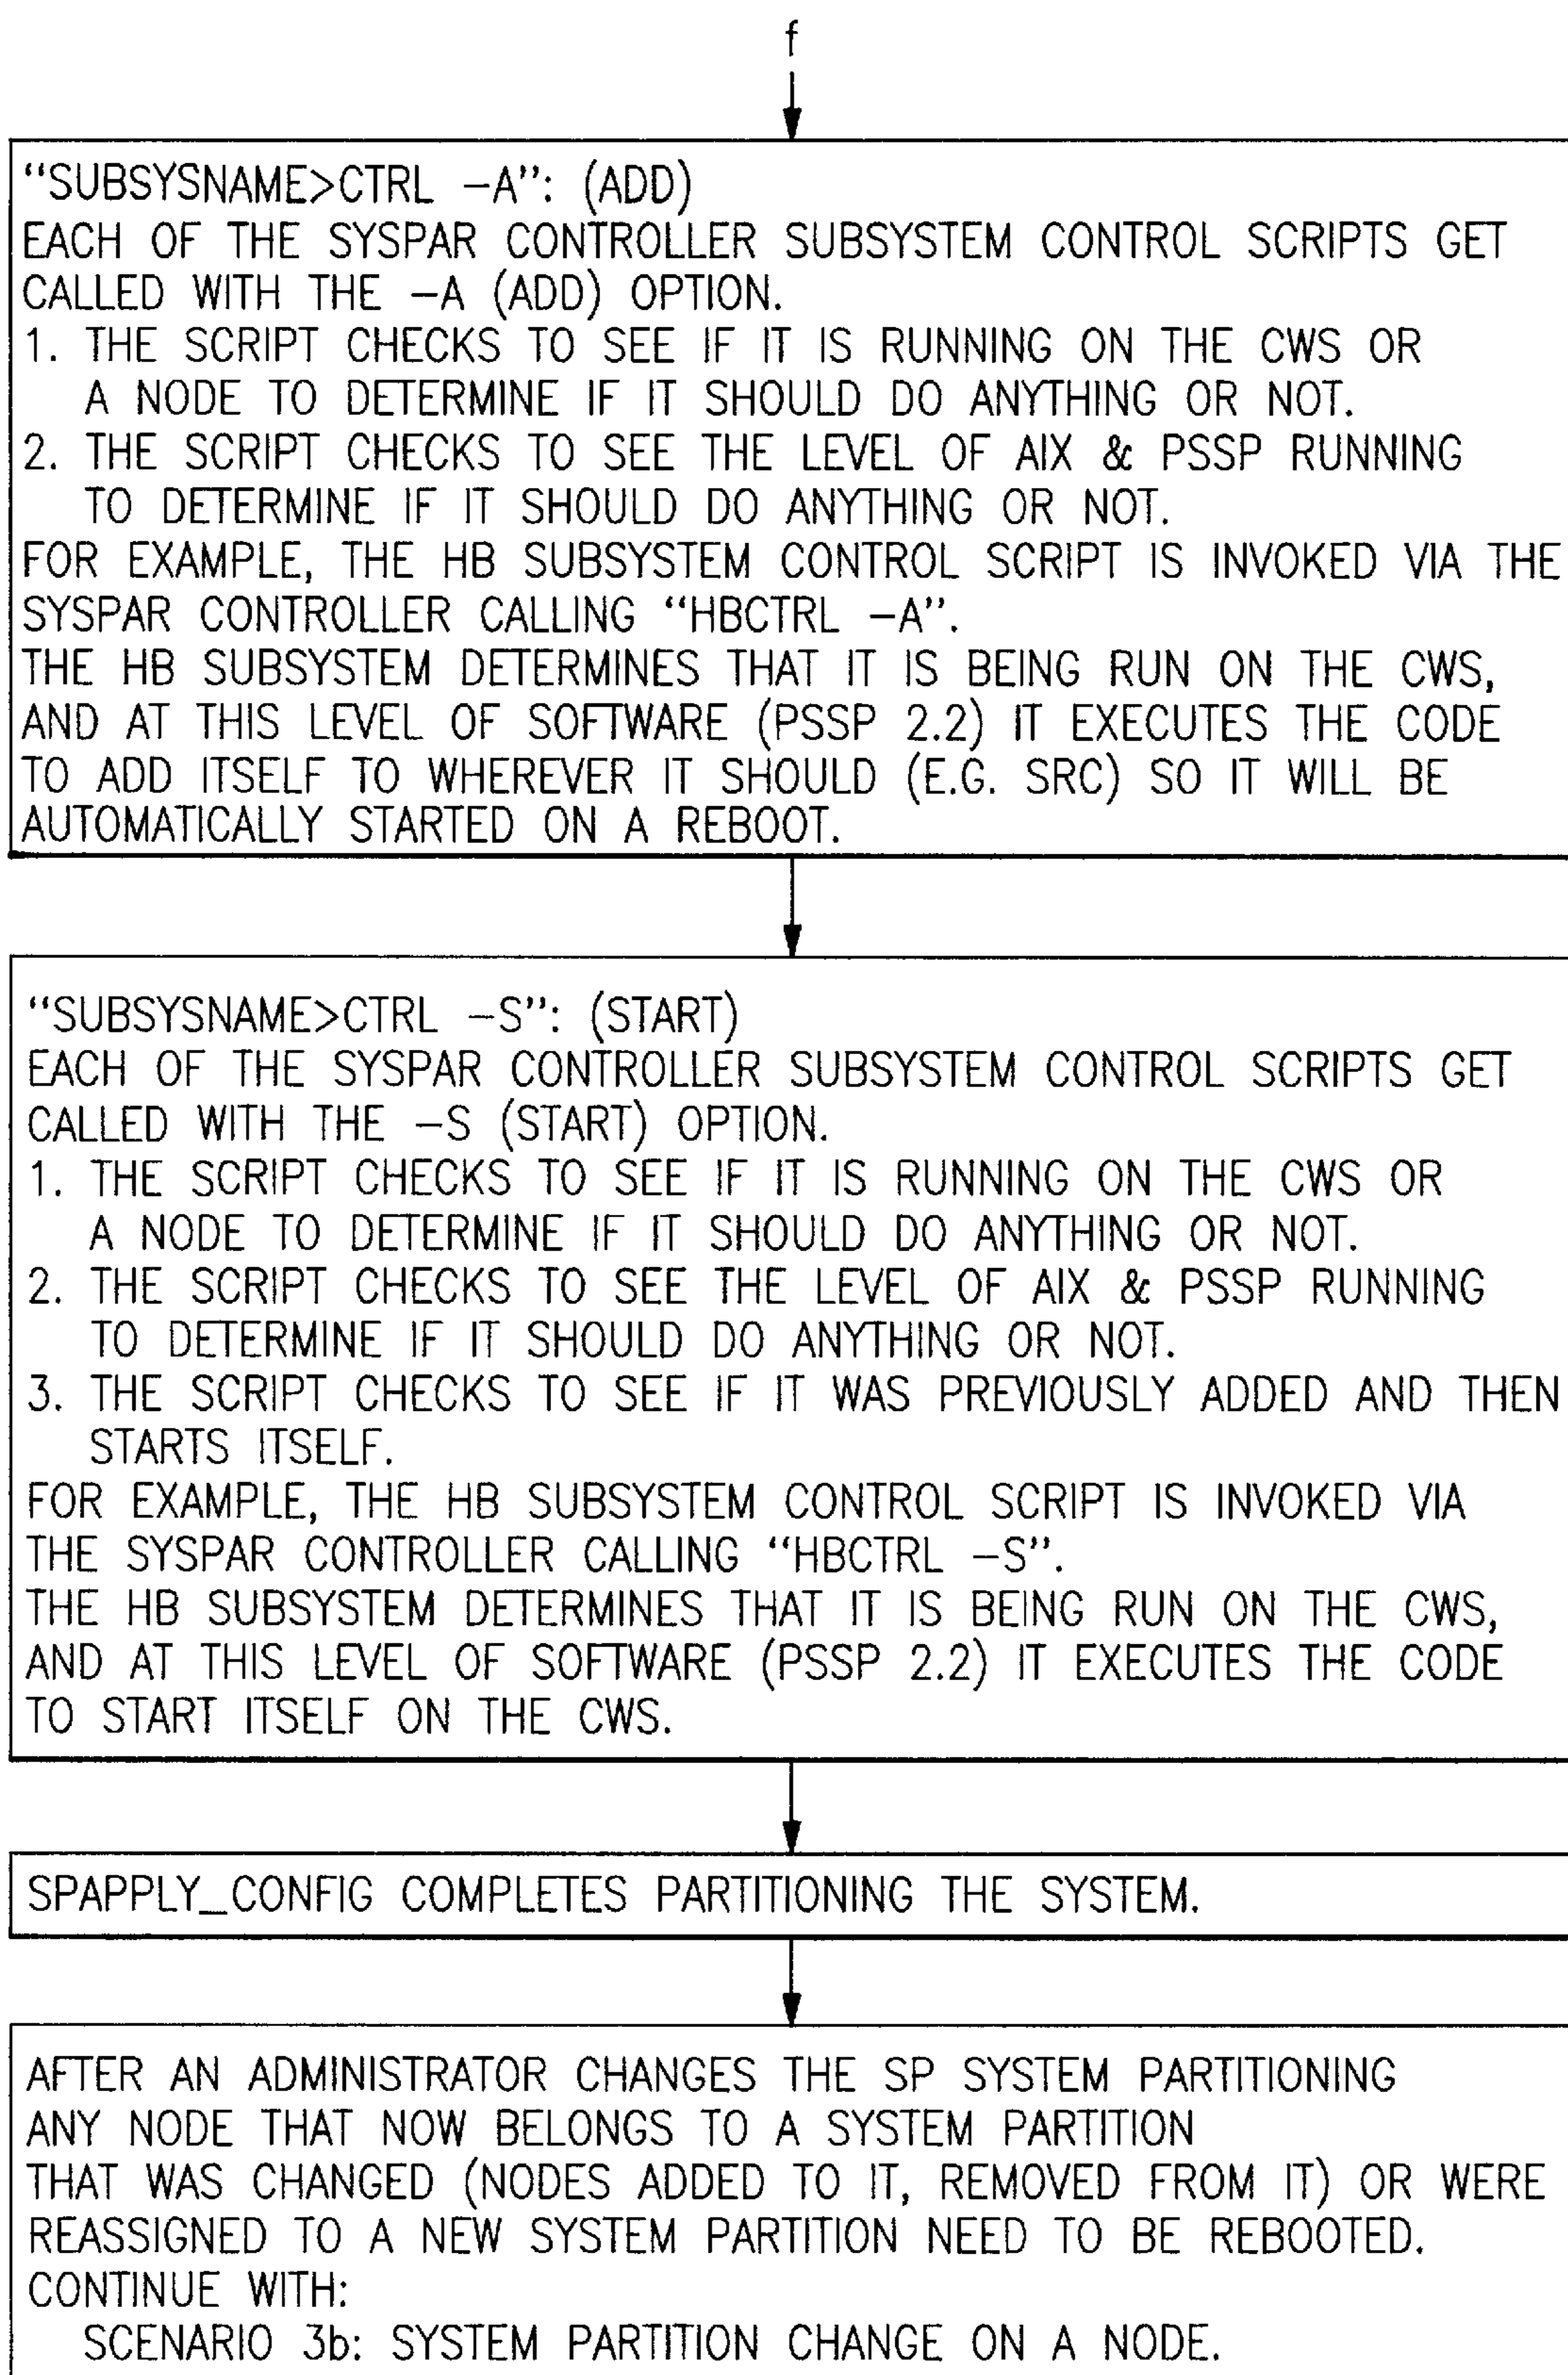 f
“SUBSYSNAME>CTRL –A”: (ADD)
EACH OF THE SYSPAR CONTROLLER SUBSYSTEM CONTROL SCRIPTS GET
CALLED WITH THE –A (ADD) OPTION.
1. THE SCRIPT CHECKS TO SEE IF IT IS RUNNING ON THE CWS OR
A NODE TO DETERMINE IF IT SHOULD DO ANYTHING OR NOT.
2. THE SCRIPT CHECKS TO SEE THE LEVEL OF AIX & PSSP RUNNING
TO DETERMINE IF IT SHOULD DO ANYTHING OR NOT.
FOR EXAMPLE, THE HB SUBSYSTEM CONTROL SCRIPT IS INVOKED VIA THE
SYSPAR CONTROLLER CALLING “HBCTRL –A”.
THE HB SUBSYSTEM DETERMINES THAT IT IS BEING RUN ON THE CWS,
AND AT THIS LEVEL OF SOFTWARE (PSSP 2.2) IT EXECUTES THE CODE
TO ADD ITSELF TO WHEREVER IT SHOULD (E.G. SRC) SO IT WILL BE
AUTOMATICALLY STARTED ON A REBOOT.
“SUBSYSNAME>CTRL –S”: (START)
EACH OF THE SYSPAR CONTROLLER SUBSYSTEM CONTROL SCRIPTS GET
CALLED WITH THE –S (START) OPTION.
1. THE SCRIPT CHECKS TO SEE IF IT IS RUNNING ON THE CWS OR
A NODE TO DETERMINE IF IT SHOULD DO ANYTHING OR NOT.
2. THE SCRIPT CHECKS TO SEE THE LEVEL OF AIX & PSSP RUNNING
TO DETERMINE IF IT SHOULD DO ANYTHING OR NOT.
3. THE SCRIPT CHECKS TO SEE IF IT WAS PREVIOUSLY ADDED AND THEN
STARTS ITSELF.
FOR EXAMPLE, THE HB SUBSYSTEM CONTROL SCRIPT IS INVOKED VIA
THE SYSPAR CONTROLLER CALLING “HBCTRL –S”.
THE HB SUBSYSTEM DETERMINES THAT IT IS BEING RUN ON THE CWS,
AND AT THIS LEVEL OF SOFTWARE (PSSP 2.2) IT EXECUTES THE CODE
TO START ITSELF ON THE CWS.
SPAPPLY_CONFIG COMPLETES PARTITIONING THE SYSTEM.
AFTER AN ADMINISTRATOR CHANGES THE SP SYSTEM PARTITIONING
ANY NODE THAT NOW BELONGS TO A SYSTEM PARTITION
THAT WAS CHANGED (NODES ADDED TO IT, REMOVED FROM IT) OR WERE
REASSIGNED TO A NEW SYSTEM PARTITION NEED TO BE REBOOTED.
CONTINUE WITH:
SCENARIO 3b: SYSTEM PARTITION CHANGE ON A NODE.